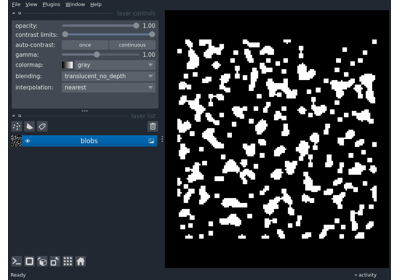 File View Plugins Window Help
layer controls
opacity: 1.00
contrast limits:
auto-contrast: once continuous
gamma: 1.00
colormap: gray
blending: translucent_no_depth
interpolation: nearest
layer list
blobs
Ready activity